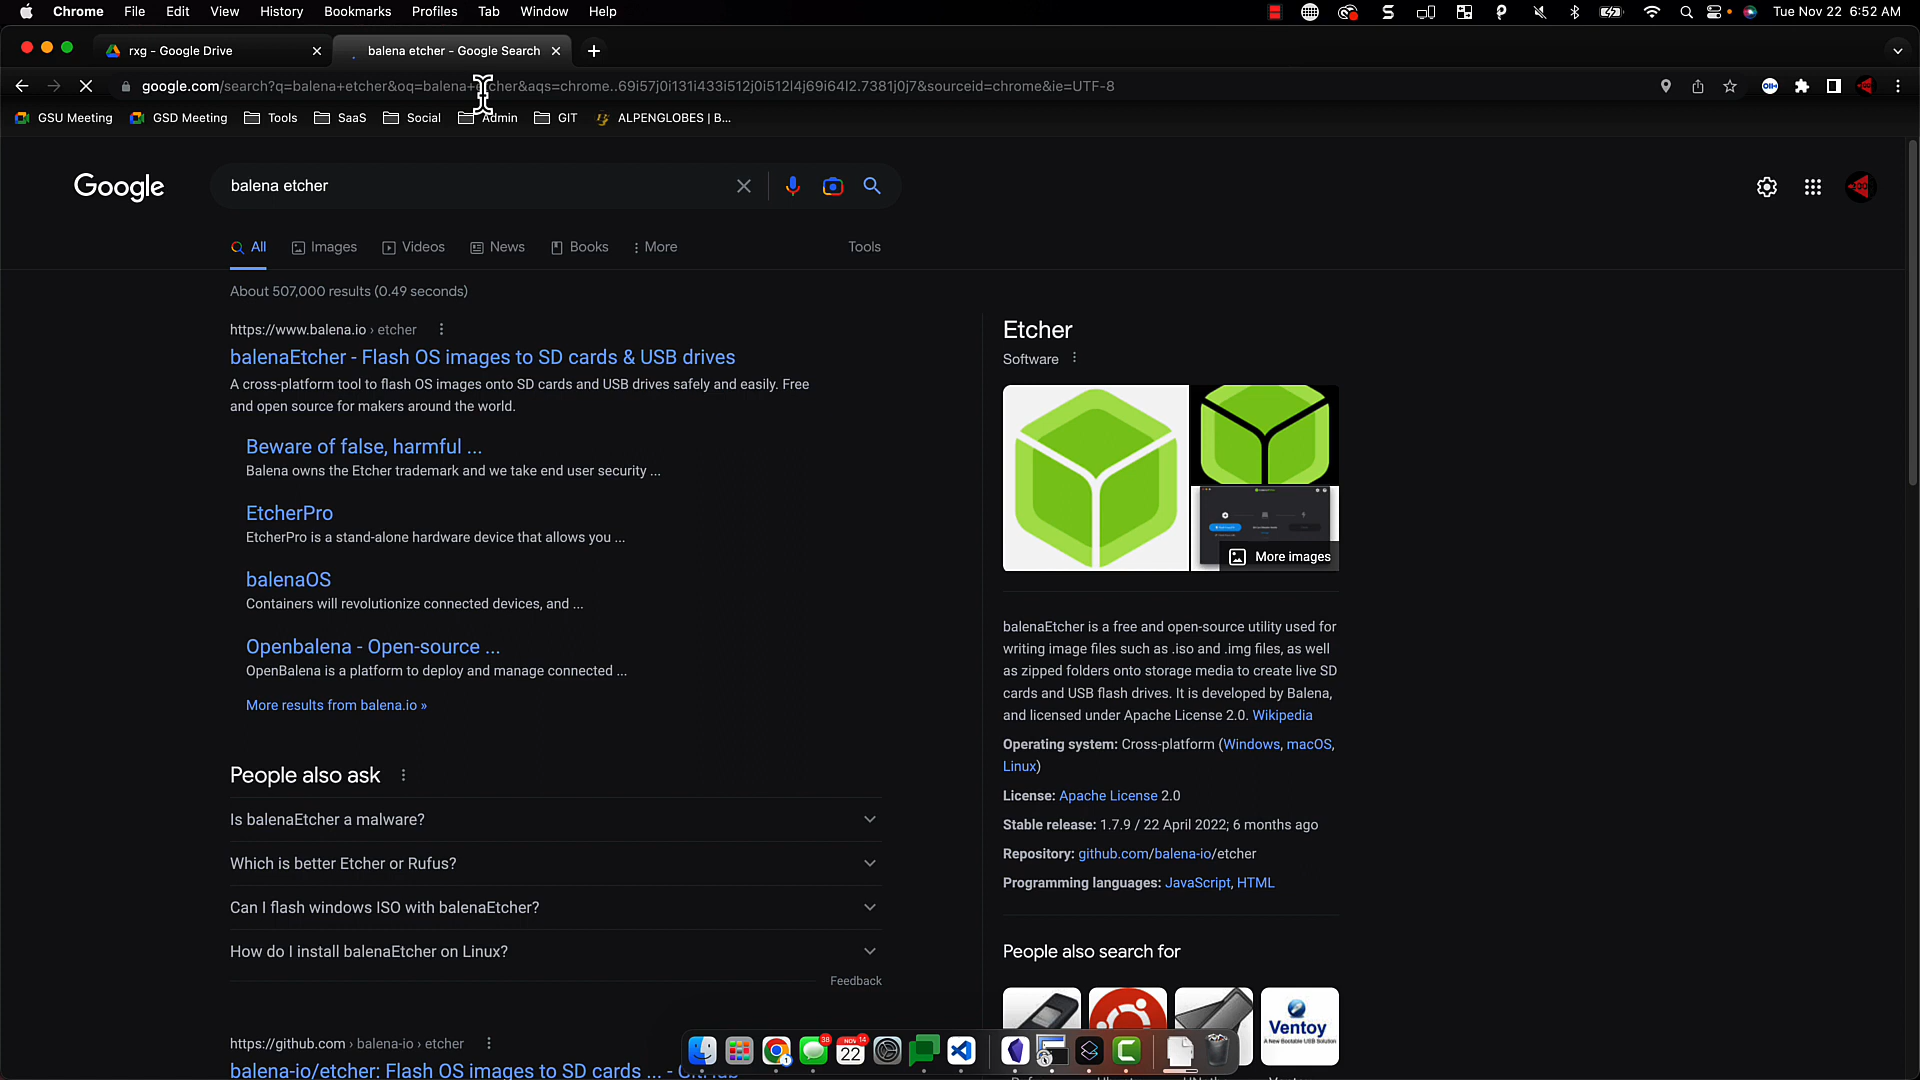 Chrome File Edit View History Bookmarks Profiles Tab Window Help
Tue Nov 22 6:52 AM
rxg - Google Drive
balena etcher - Google Search
google.com/search?q=balena+etcher&oq=balena+etcher&aqs=chrome..69i57j0i131i433i512j0i512l4j69i64l2.7381j0j7&sourceid=chrome&ie=UTF-8
GSU Meeting GSD Meeting Tools SaaS Social Admin GIT ALPENGLOBES | B...
Google
balena etcher
All Images Videos News Books More Tools
About 507,000 results (0.49 seconds)
https://www.balena.io › etcher
balenaEtcher - Flash OS images to SD cards & USB drives
A cross-platform tool to flash OS images onto SD cards and USB drives safely and easily. Free
and open source for makers around the world.
Beware of false, harmful ...
Balena owns the Etcher trademark and we take end user security ...
EtcherPro
EtcherPro is a stand-alone hardware device that allows you ...
balenaOS
Containers will revolutionize connected devices, and ...
Openbalena - Open-source ...
OpenBalena is a platform to deploy and manage connected ...
More results from balena.io »
People also ask
Is balenaEtcher a malware?
Which is better Etcher or Rufus?
Can I flash windows ISO with balenaEtcher?
How do I install balenaEtcher on Linux?
Feedback
https://github.com › balena-io › etcher
balena-io/etcher: Flash OS images to SD cards ... - GitHub
Etcher
Software
More images
balenaEtcher is a free and open-source utility used for
writing image files such as .iso and .img files, as well
as zipped folders onto storage media to create live SD
cards and USB flash drives. It is developed by Balena,
and licensed under Apache License 2.0. Wikipedia
Operating system: Cross-platform (Windows, macOS,
Linux)
License: Apache License 2.0
Stable release: 1.7.9 / 22 April 2022; 6 months ago
Repository: github.com/balena-io/etcher
Programming languages: JavaScript, HTML
People also search for
Ventoy
A New Bootable USB Solution
38
NOV
22
14
1